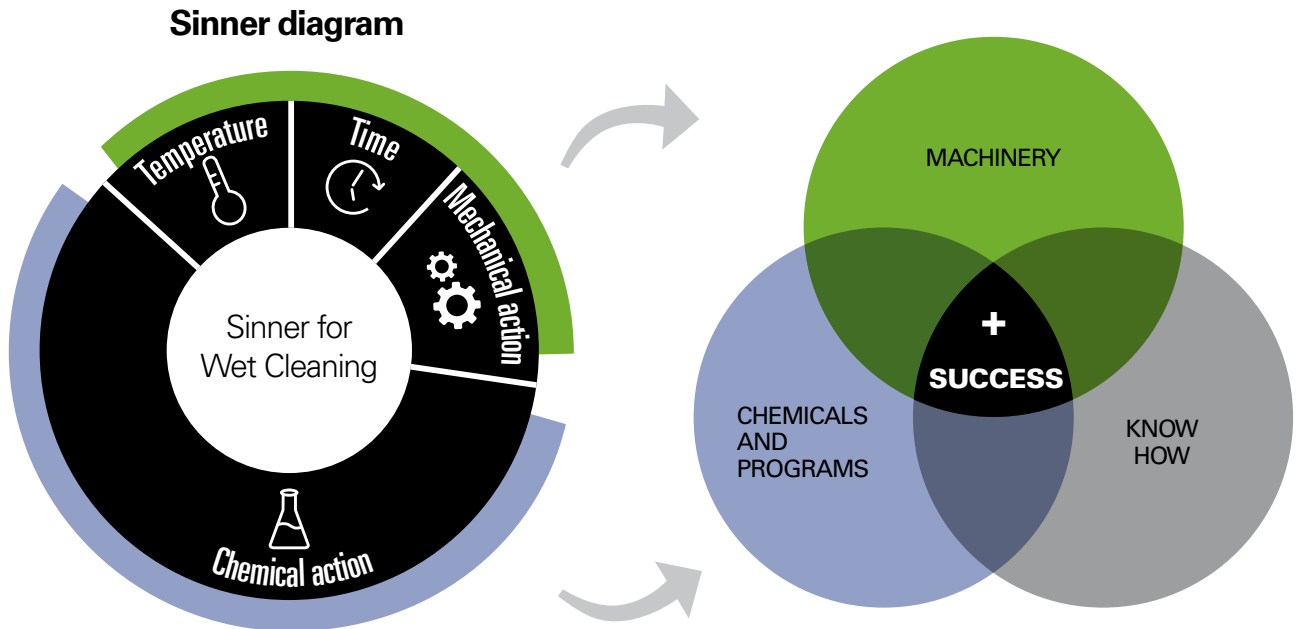 Sinner diagram
Temperature
Time
Mechanical action
Sinner for
Wet Cleaning
Chemical action
MACHINERY
+
SUCCESS
CHEMICALS
AND
PROGRAMS
KNOW
HOW